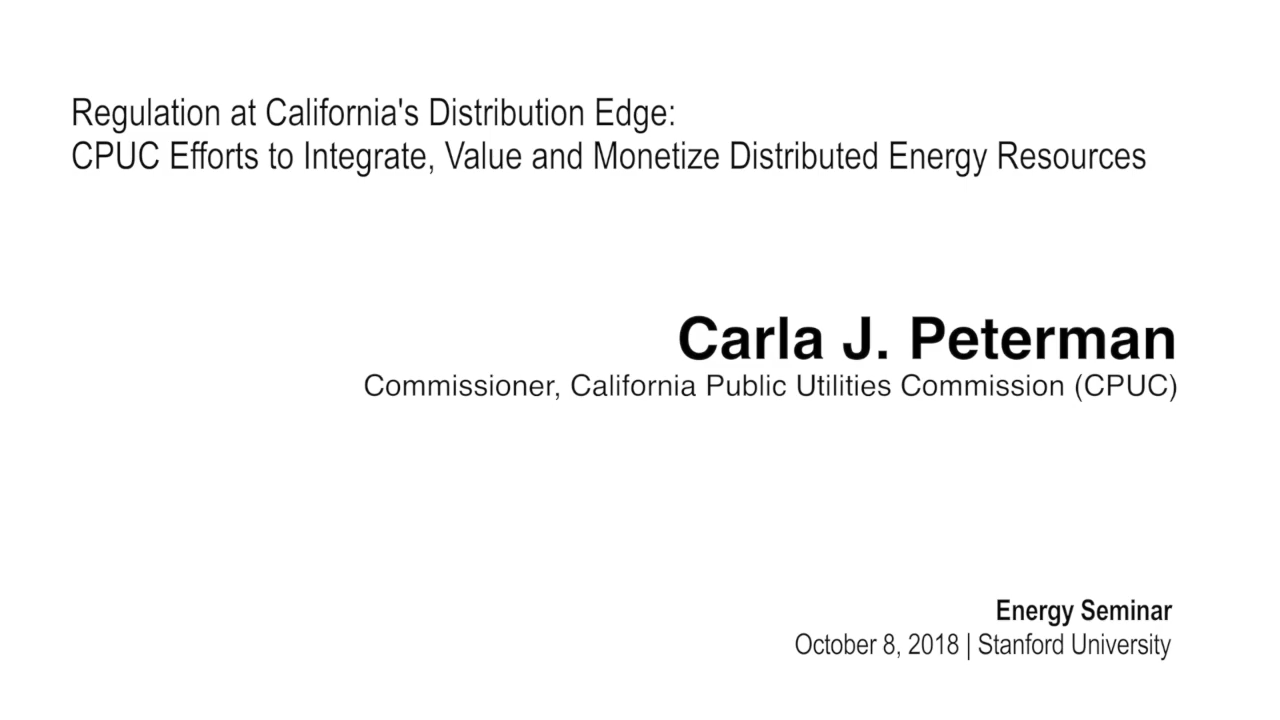 Regulation at California's Distribution Edge:
CPUC Efforts to Integrate, Value and Monetize Distributed Energy Resources
Carla J. Peterman
Commissioner, California Public Utilities Commission (CPUC)
Energy Seminar
October 8, 2018 | Stanford University